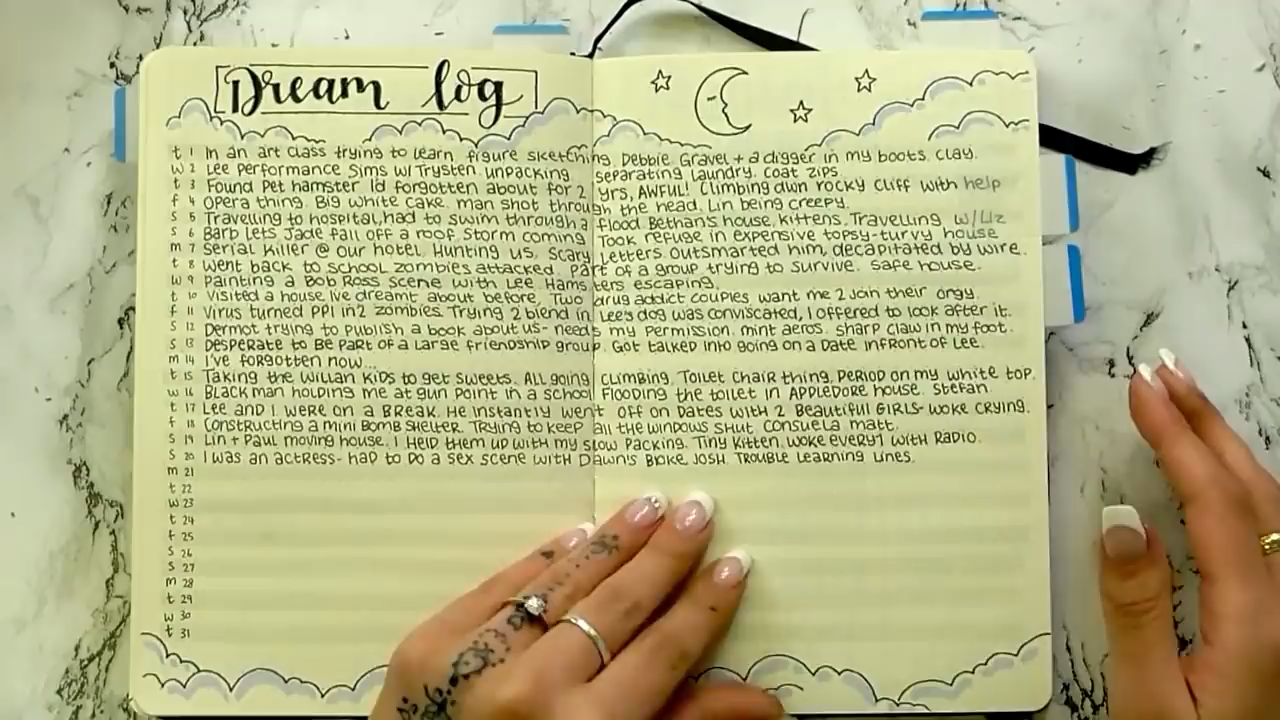 Dream log
t 1 In an art class trying to learn figure sketching. Debbie Gravel + a digger in my boots. clay.
w 2 Lee Performance Sims w/ Trysten. unpacking, separating laundry. coat zips.
t 3 Found Pet hamster I'd forgotten about for 2 yrs, AWFUL! Climbing dwn rocky cliff with help
f 4 Opera thing. Big white cake. man shot through the head. Lin being creepy.
s 5 Travelling to hospital, had to swim through a flood. Bethan's house, kittens. Travelling w/Liz
s 6 Barb lets Jade fall off a roof. Storm coming. Took refuge in expensive topsy-turvy house
m 7 Serial killer @ our hotel. Hunting us. Scary letters. Outsmarted him, decapitated by wire.
t 8 went back to school zombies attacked. Part of a group trying to survive. safe house.
w 9 Painting a Bob Ross scene with Lee. Hamsters escaping.
t 10 Visited a house Ive dreamt about before, Two drug addict couples want me 2 Join their orgy.
f 11 Virus turned PPl in2 zombies. Trying 2 blend in. Lee's dog was conviscated, I offered to look after it.
S 12 Dermot trying to Publish a book about us- needs my Permission. mint aeros. sharp claw in my foot.
S 13 DesPerate to Be Part of a large friendship group. Got talked into going on a Date infront of Lee.
m 14 I've forgotten now...
t 15 Taking the Willan Kids to get Sweets. All going climbing. Toilet chair thing. Period on my white top.
w 16 Black man holding me at gun Point in a school. Flooding the toilet in Appledore house. Stefan.
t 17 Lee and I were on a Break. He instantly went off on Dates with 2 Beautiful Girls- woke crying.
f 18 Constructing a mini Bomb Shelter. Trying to keep all the windows shut. Consuela matt.
S 19 Lin + Paul moving house. I Held them up with my slow Packing. Tiny Kitten. Woke every1 with Radio.
S 20 I was an actress- had to Do a sex scene with Dawn's Bloke Josh. Trouble Learning Lines.
m 21
t 22
w 23
t 24
f 25
s 26
s 27
m 28
t 29
w 30
t 31